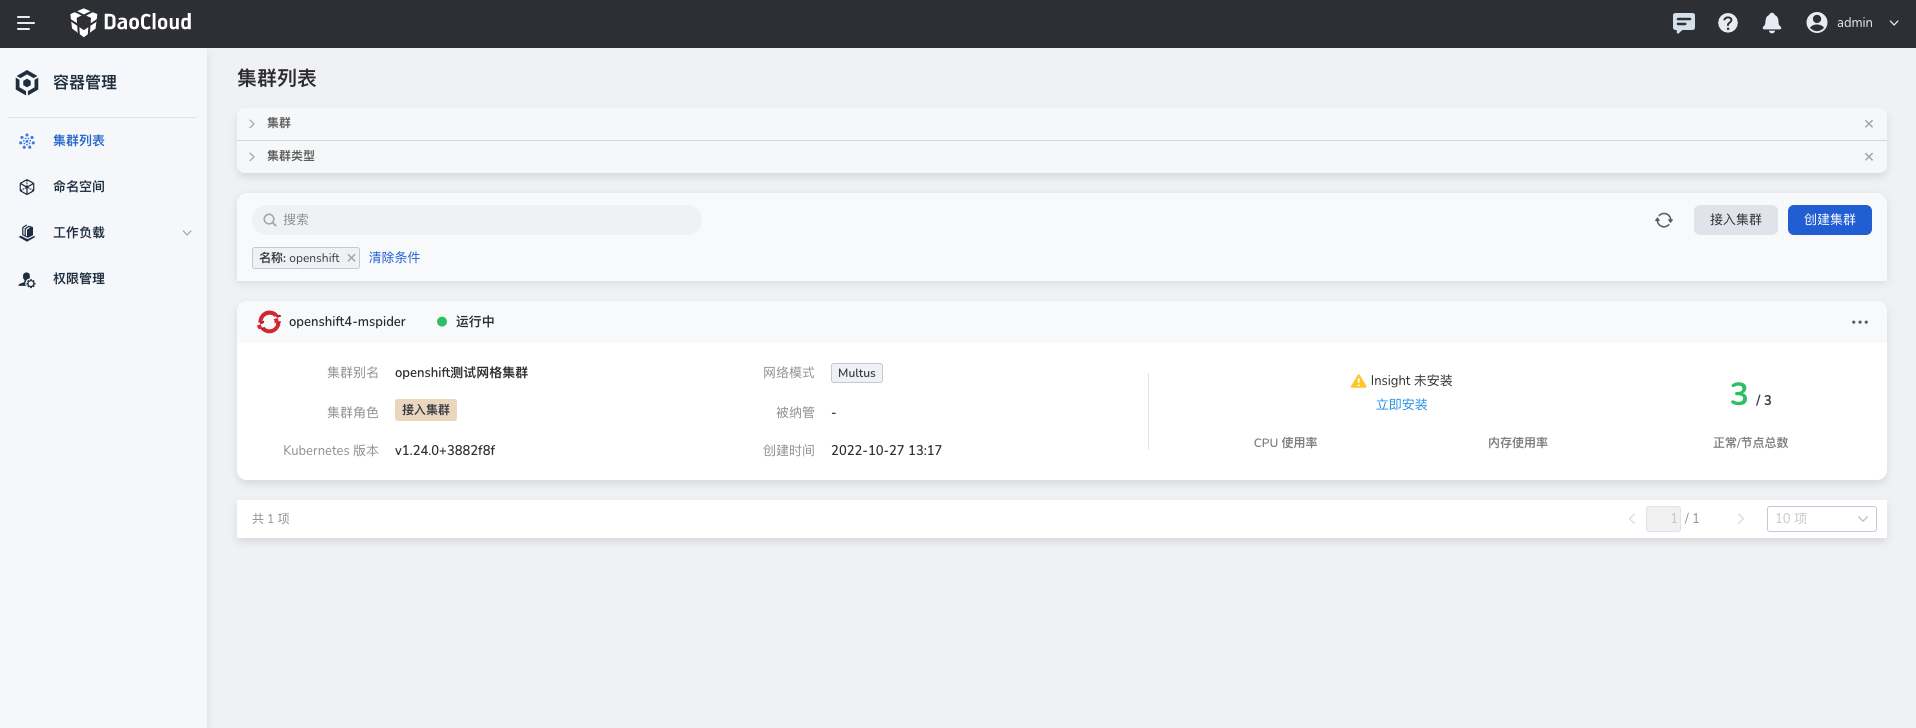 DaoCloud
admin
容器管理
集群列表
命名空间
工作负载
权限管理
集群列表
集群
集群类型
搜索
接入集群
创建集群
名称: openshift
清除条件
openshift4-mspider
运行中
集群别名 openshift测试网格集群
集群角色 接入集群
Kubernetes 版本 v1.24.0+3882f8f
网络模式 Multus
被纳管 -
创建时间 2022-10-27 13:17
Insight 未安装
立即安装
CPU 使用率
内存使用率
3 / 3
正常/节点总数
共 1 项
1 / 1
10 项